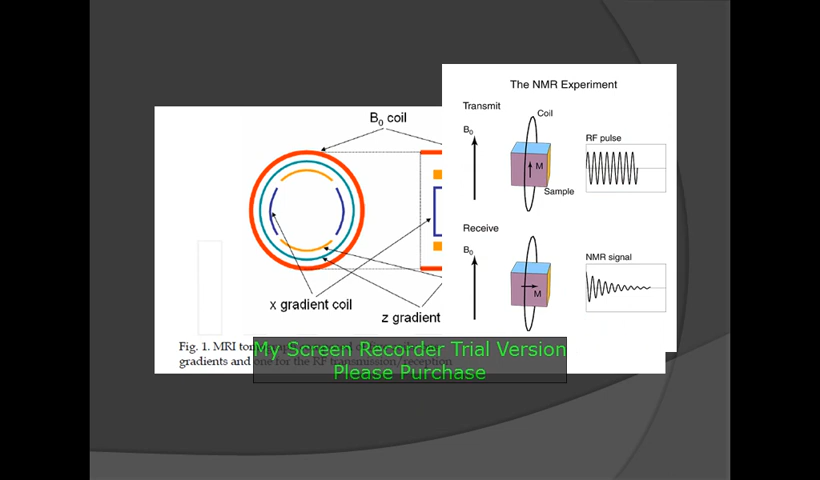 The NMR Experiment
Transmit
B₀
Coil
M
Sample
RF pulse
Receive
B₀
M
NMR signal
B₀ coil
x gradient coil
z gradient
Fig. 1. MRI
gradients and one for the RF transmission/reception
My Screen Recorder Trial Version
Please Purchase